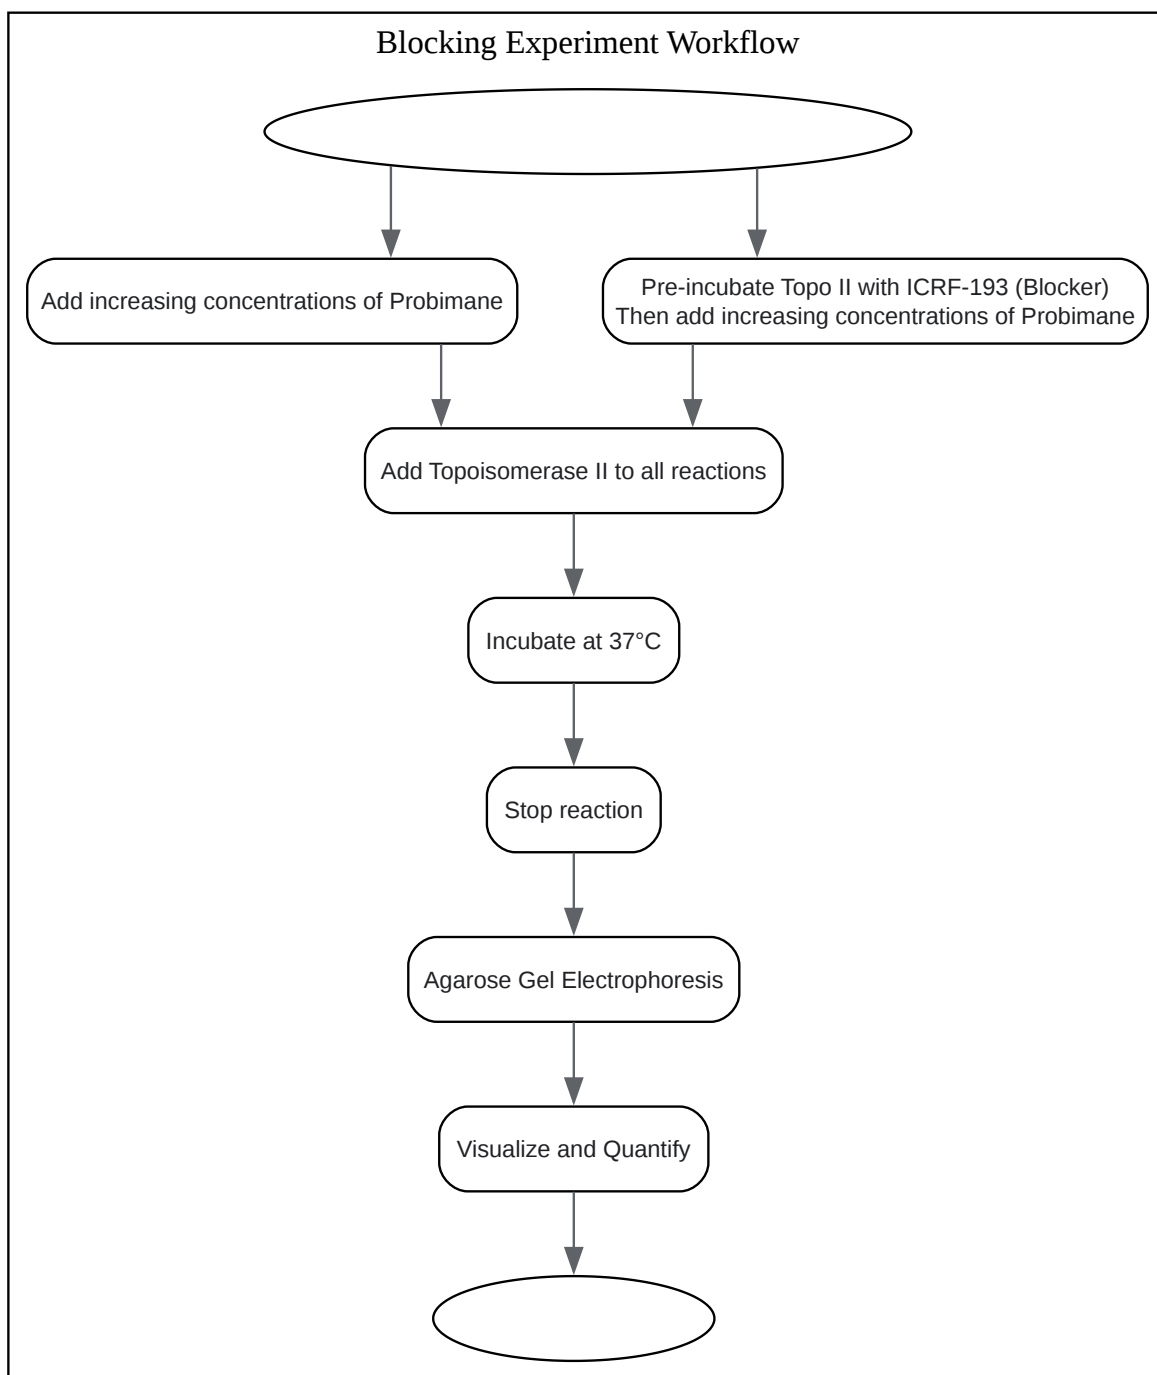 Blocking Experiment Workflow
Add increasing concentrations of Probimane
Pre-incubate Topo II with ICRF-193 (Blocker)
Then add increasing concentrations of Probimane
Add Topoisomerase II to all reactions
Incubate at 37°C
Stop reaction
Agarose Gel Electrophoresis
Visualize and Quantify